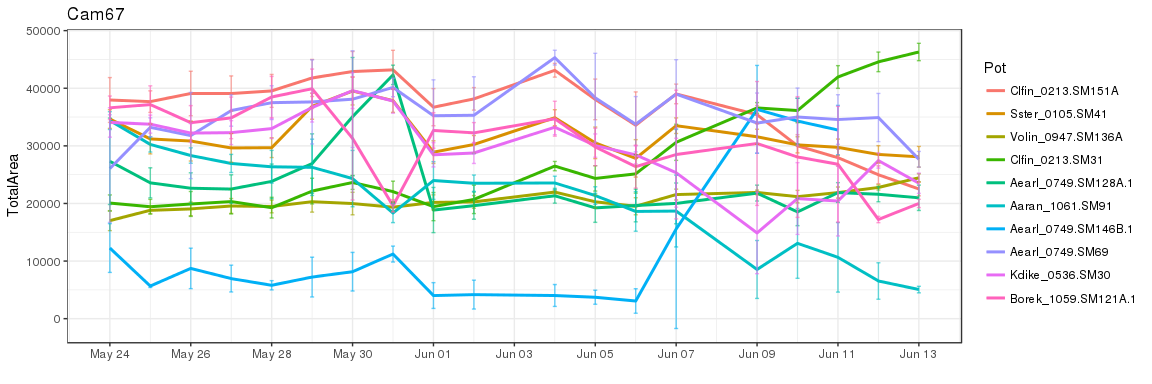 Cam67
TotalArea
50000
40000
30000
20000
10000
0
May 24 May 26 May 28 May 30 Jun 01 Jun 03 Jun 05 Jun 07 Jun 09 Jun 11 Jun 13
Pot
Clfin_0213.SM151A
Sster_0105.SM41
Volin_0947.SM136A
Clfin_0213.SM31
Aearl_0749.SM128A.1
Aaran_1061.SM91
Aearl_0749.SM146B.1
Aearl_0749.SM69
Kdike_0536.SM30
Borek_1059.SM121A.1